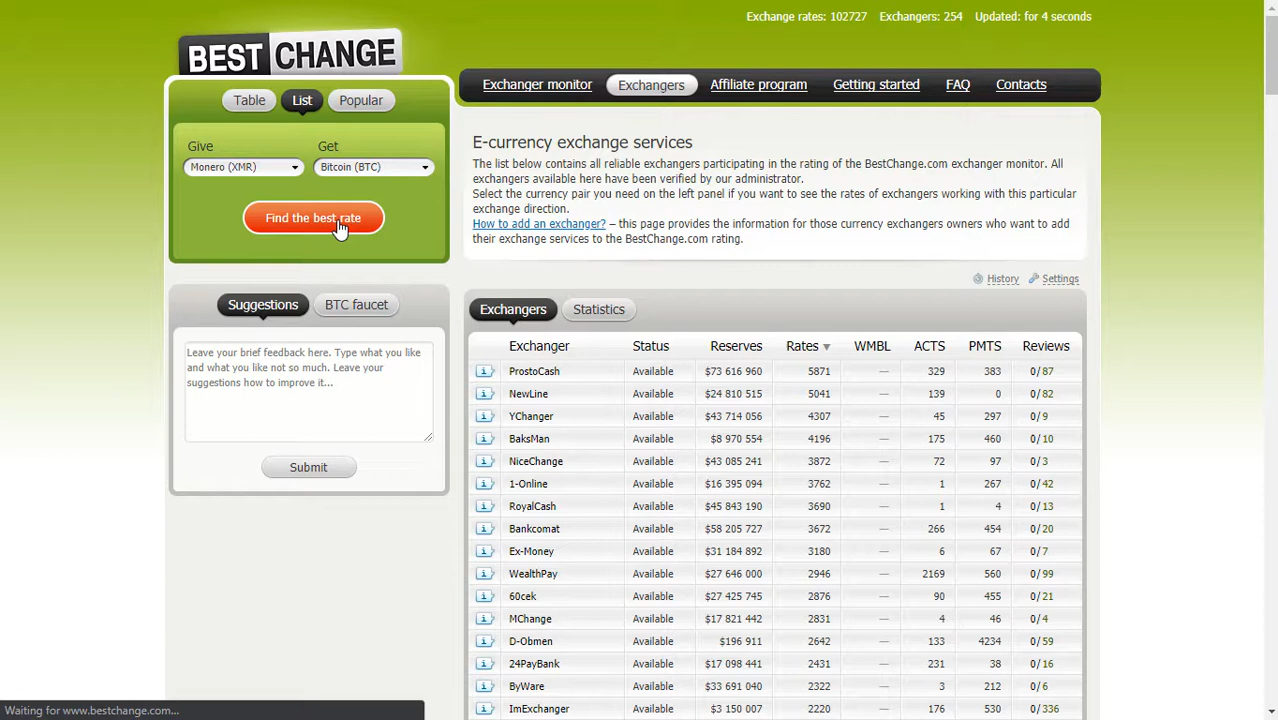 Exchange rates: 102727 Exchangers: 254 Updated: for 4 seconds
BEST CHANGE
Exchanger monitor Exchangers Affiliate program Getting started FAQ Contacts
Table List Popular
Give Get
Monero (XMR) Bitcoin (BTC)
Find the best rate
E-currency exchange services
The list below contains all reliable exchangers participating in the rating of the BestChange.com exchanger monitor. All
exchangers available here have been verified by our administrator.
Select the currency pair you need on the left panel if you want to see the rates of exchangers working with this particular
exchange direction.
How to add an exchanger? – this page provides the information for those currency exchangers owners who want to add
their exchange services to the BestChange.com rating.
History Settings
Suggestions BTC faucet
Leave your brief feedback here. Type what you like
and what you like not so much. Leave your
suggestions how to improve it...
Submit
Exchangers Statistics
Exchanger Status Reserves Rates ▼ WMBL ACTS PMTS Reviews
ProstoCash Available $73 616 960 5871 — 329 383 0/87
NewLine Available $24 810 515 5041 — 139 0 0/82
YChanger Available $43 714 056 4307 — 45 297 0/9
BaksMan Available $8 970 554 4196 — 175 460 0/10
NiceChange Available $43 085 241 3872 — 72 97 0/3
1-Online Available $16 395 094 3762 — 1 267 0/42
RoyalCash Available $45 843 190 3690 — 1 4 0/13
Bankcomat Available $58 205 727 3672 — 266 454 0/20
Ex-Money Available $31 184 892 3180 — 6 67 0/7
WealthPay Available $27 646 000 2946 — 2169 560 0/99
60cek Available $27 425 745 2876 — 90 455 0/21
MChange Available $17 821 442 2831 — 4 46 0/4
D-Obmen Available $196 911 2642 — 133 4234 0/59
24PayBank Available $17 098 441 2431 — 231 38 0/16
ByWare Available $33 691 040 2322 — 3 212 0/6
ImExchanger Available $3 150 007 2220 — 176 530 0/336
Waiting for www.bestchange.com...